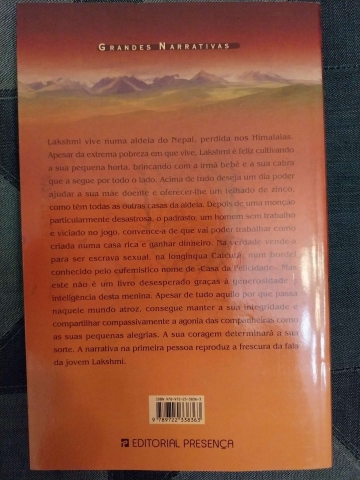 GRANDES NARRATIVAS
Lakshmi vive numa aldeia do Nepal, perdida nos Himalaias.
Apesar da extrema pobreza em que vive, Lakshmi é feliz cultivando
a sua pequena horta, brincando com a irmã bebé e a sua cabra
que a segue por todo o lado. Acima de tudo deseja um dia poder
ajudar a sua mãe doente e oferecer-lhe um telhado de zinco,
como têm todas as outras casas da aldeia. Depois de uma monção
particularmente desastrosa, o padrasto, um homem sem trabalho
e viciado no jogo, convence-a de que vai poder trabalhar como
criada numa casa rica e ganhar dinheiro. Na verdade vende-a
para ser escrava sexual, na longínqua Calcutá, num bordel
conhecido pelo eufemístico nome de «Casa da Felicidade». Mas
este não é um livro desesperado graças à generosidade e
inteligência desta menina. Apesar de tudo aquilo por que passa
naquele mundo atroz, consegue manter a sua integridade e
compartilhar compassivamente a agonia das companheiras como
as suas pequenas alegrias. A sua coragem determinará a sua
sorte. A narrativa na primeira pessoa reproduz a frescura da fala
da jovem Lakshmi.
9 789722 338363
EDITORIAL PRESENÇA